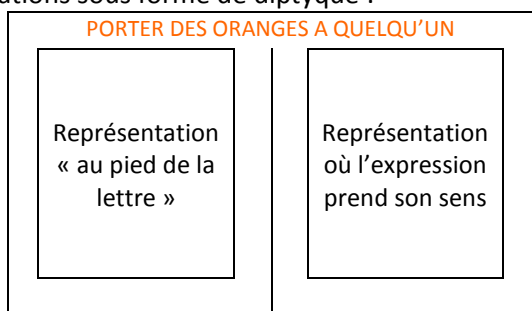 ations sous forme de diptyque :
PORTER DES ORANGES A QUELQU'UN
Représentation
« au pied de la
lettre »
Représentation
où l'expression
prend son sens